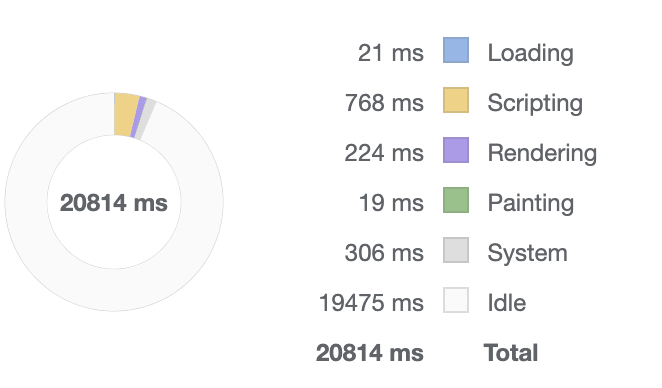 21 ms Loading
768 ms Scripting
20814 ms
224 ms Rendering
19 ms Painting
306 ms System
19475 ms Idle
20814 ms Total